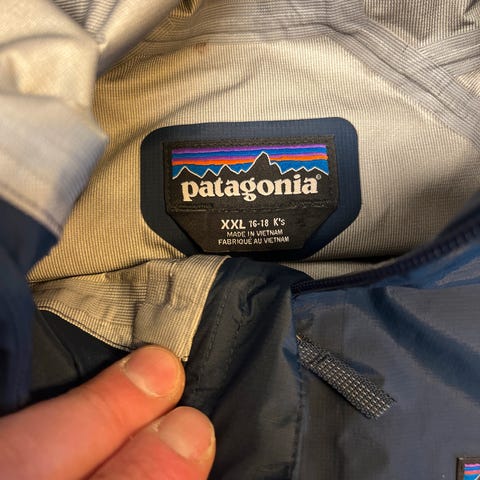 patagonia®
XXL 16-18 K's
MADE IN VIETNAM
FABRIQUÉ AU VIETNAM